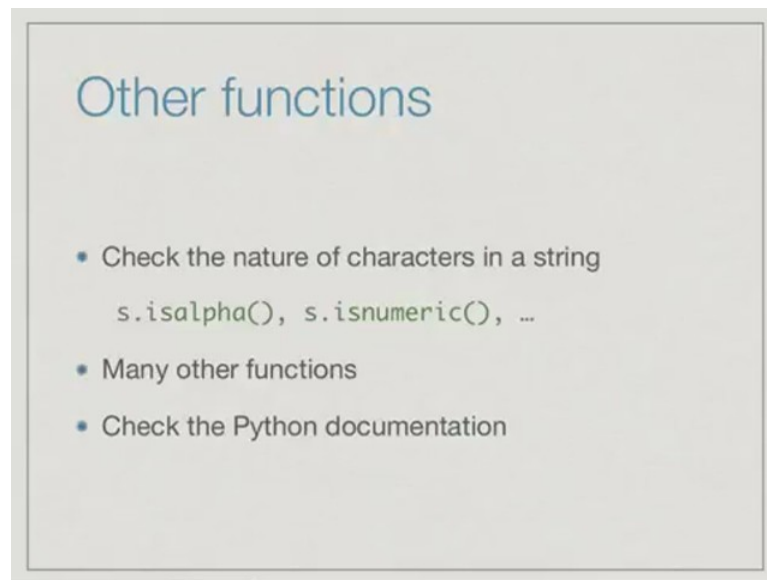 Other functions
• Check the nature of characters in a string
s.isalpha(), s.isnumeric(), …
• Many other functions
• Check the Python documentation